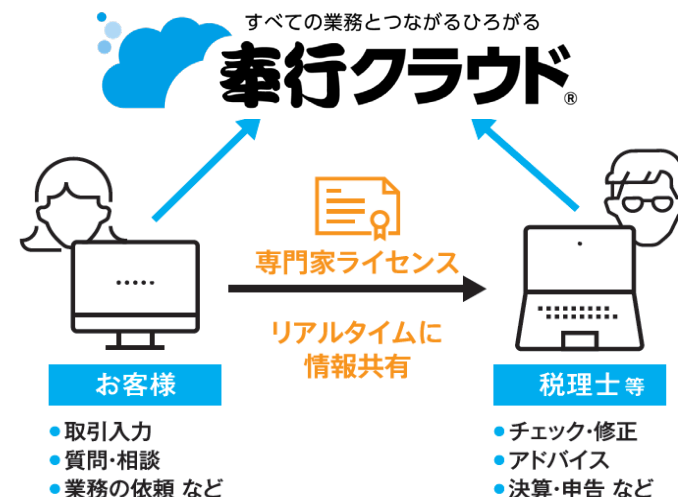 すべての業務とつながるひろがる
奉行クラウド®
専門家ライセンス
リアルタイムに
情報共有
お客様
・取引入力
・質問・相談
・業務の依頼 など
税理士等
・チェック・修正
・アドバイス
・決算・申告 など